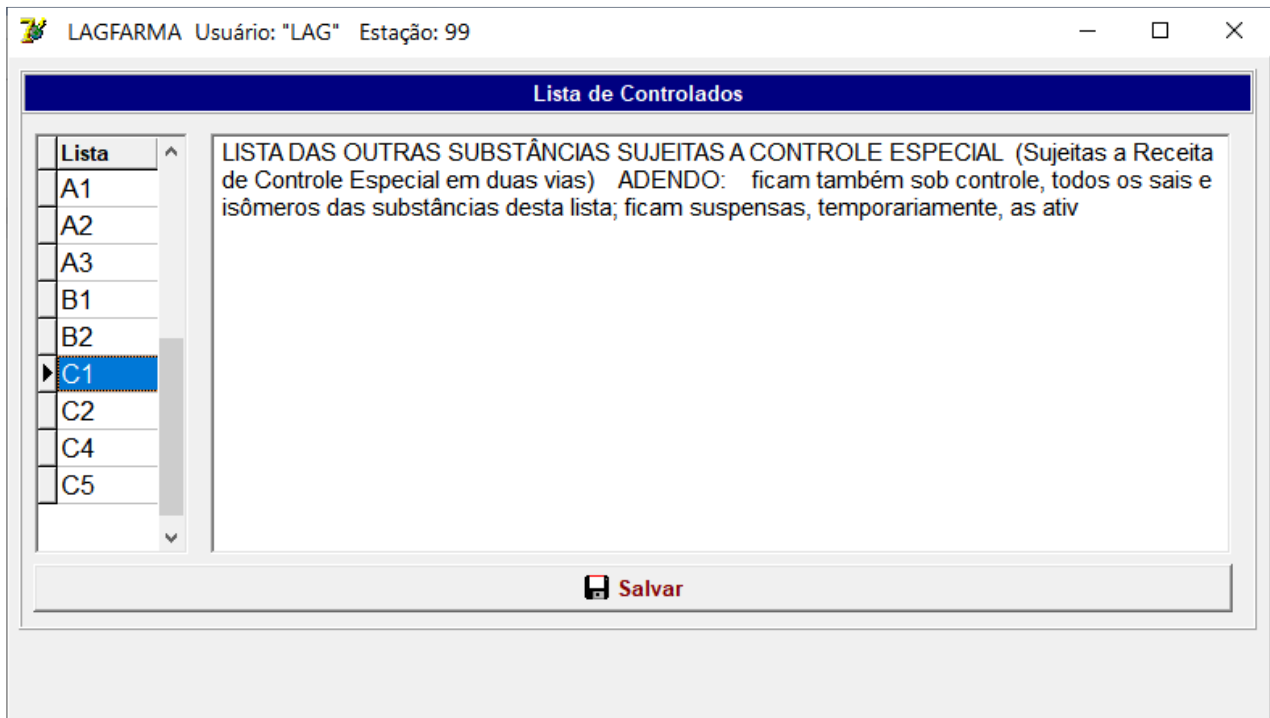 LAGFARMA Usuário: "LAG" Estação: 99
Lista de Controlados
Lista
A1
A2
A3
B1
B2
C1
C2
C4
C5
LISTA DAS OUTRAS SUBSTÂNCIAS SUJEITAS A CONTROLE ESPECIAL (Sujeitas a Receita
de Controle Especial em duas vias) ADENDO: ficam também sob controle, todos os sais e
isômeros das substâncias desta lista; ficam suspensas, temporariamente, as ativ
Salvar